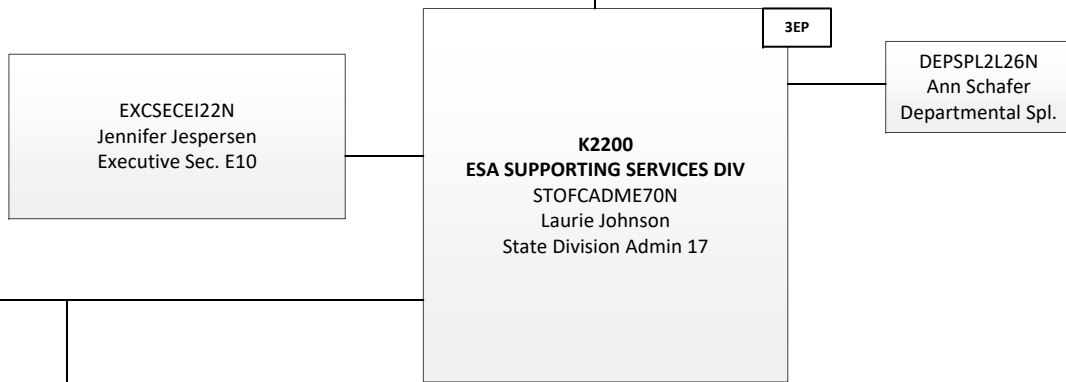 3EP
EXCSECEI22N
Jennifer Jespersen
Executive Sec. E10
K2200
ESA SUPPORTING SERVICES DIV
STOFCADME70N
Laurie Johnson
State Division Admin 17
DEPSPL2L26N
Ann Schafer
Departmental Spl.